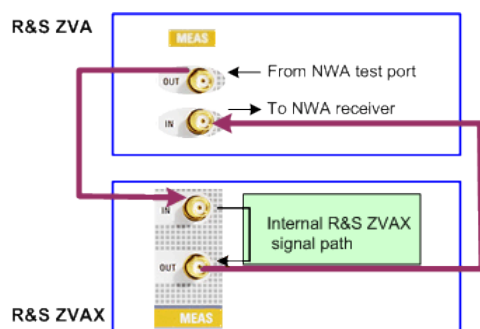 R&S ZVA
MEAS
OUT
From NWA test port
To NWA receiver
IN
IN
Internal R&S ZVAX
signal path
OUT
R&S ZVAX
MEAS